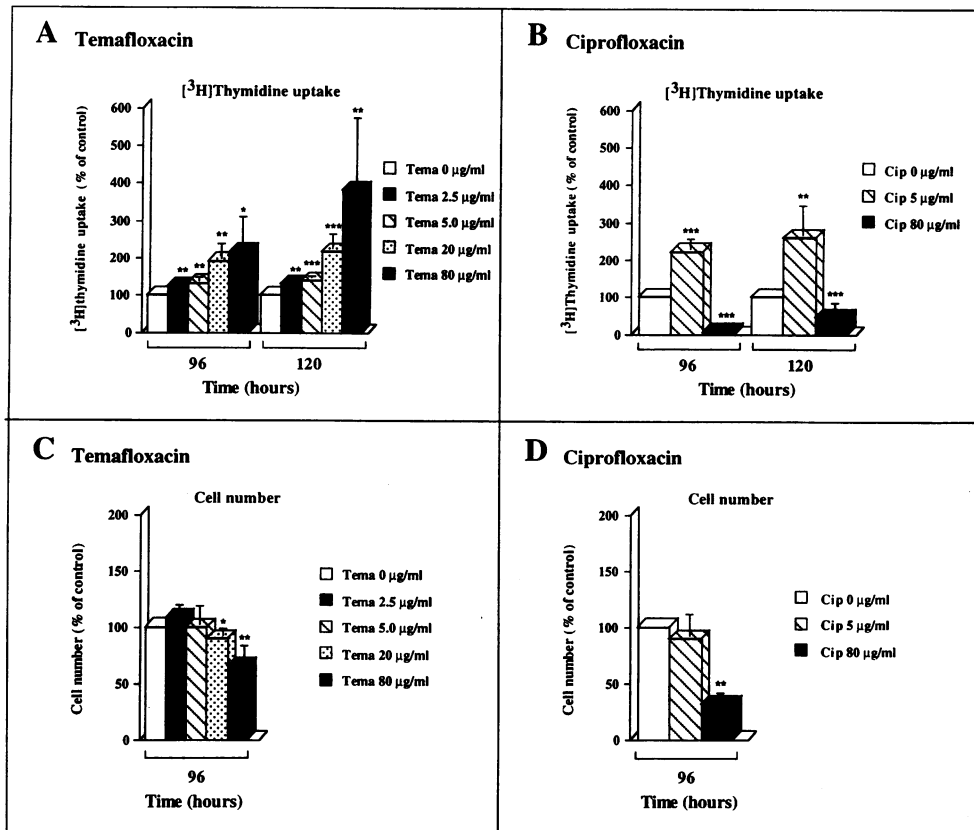 A Temafloxacin
[³H]Thymidine uptake
[³H]thymidine uptake (% of control)
600
500
400
300
200
100
0
** ** ** *
** *** *** **
96
120
Time (hours)
Tema 0 µg/ml
Tema 2.5 µg/ml
Tema 5.0 µg/ml
Tema 20 µg/ml
Tema 80 µg/ml
B Ciprofloxacin
[³H]Thymidine uptake
[³H]Thymidine uptake (% of control)
600
500
400
300
200
100
0
*** ***
** ***
96
120
Time (hours)
Cip 0 µg/ml
Cip 5 µg/ml
Cip 80 µg/ml
C Temafloxacin
Cell number
Cell number (% of control)
200
150
100
50
0
* **
96
Time (hours)
Tema 0 µg/ml
Tema 2.5 µg/ml
Tema 5.0 µg/ml
Tema 20 µg/ml
Tema 80 µg/ml
D Ciprofloxacin
Cell number
Cell number (% of control)
200
150
100
50
0
**
96
Time (hours)
Cip 0 µg/ml
Cip 5 µg/ml
Cip 80 µg/ml